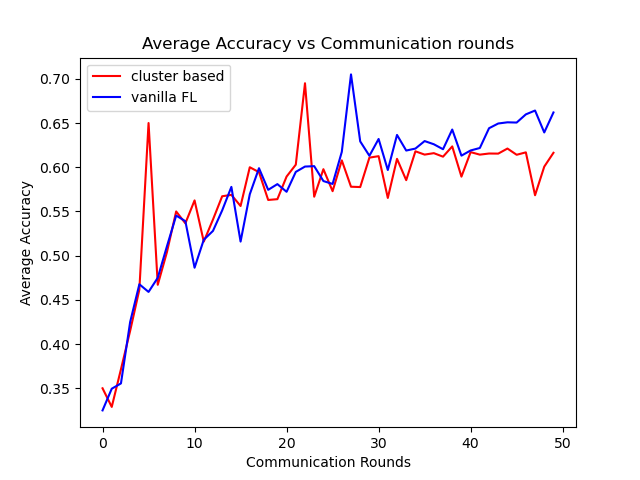 Average Accuracy vs Communication rounds
cluster based
vanilla FL
0.70
0.65
0.60
0.55
0.50
0.45
0.40
0.35
Average Accuracy
0 10 20 30 40 50
Communication Rounds